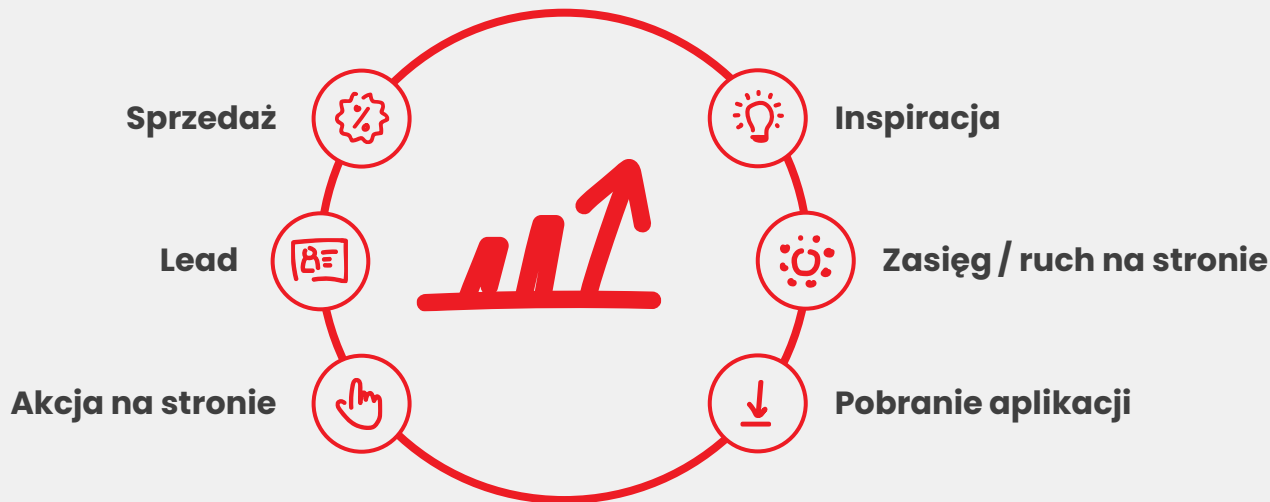 Sprzedaż
Inspiracja
Lead
Zasięg / ruch na stronie
Akcja na stronie
Pobranie aplikacji